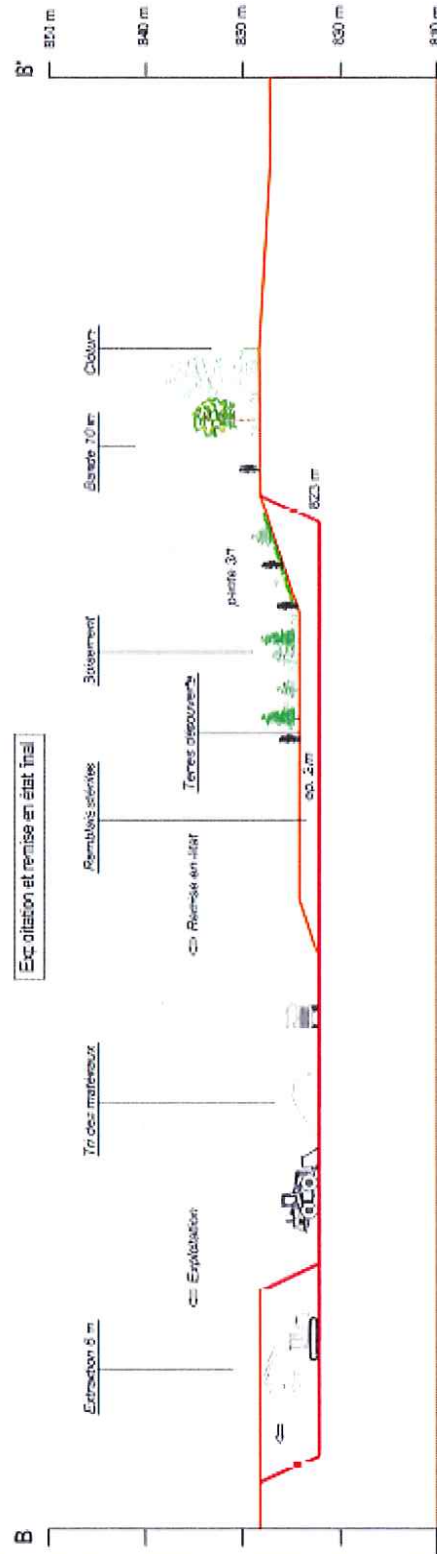 Exploitation et remise en état final
B
B'
850 m
840 m
830 m
810 m
Extraction 6 m
Tri des matériaux
Remblais stériles
Boisement
Bande 10 m
Clôture
Terres découverte
⇐ Exploitation
⇐ Remise en état
⇐
pente 3/1
ep. 2 m
823 m